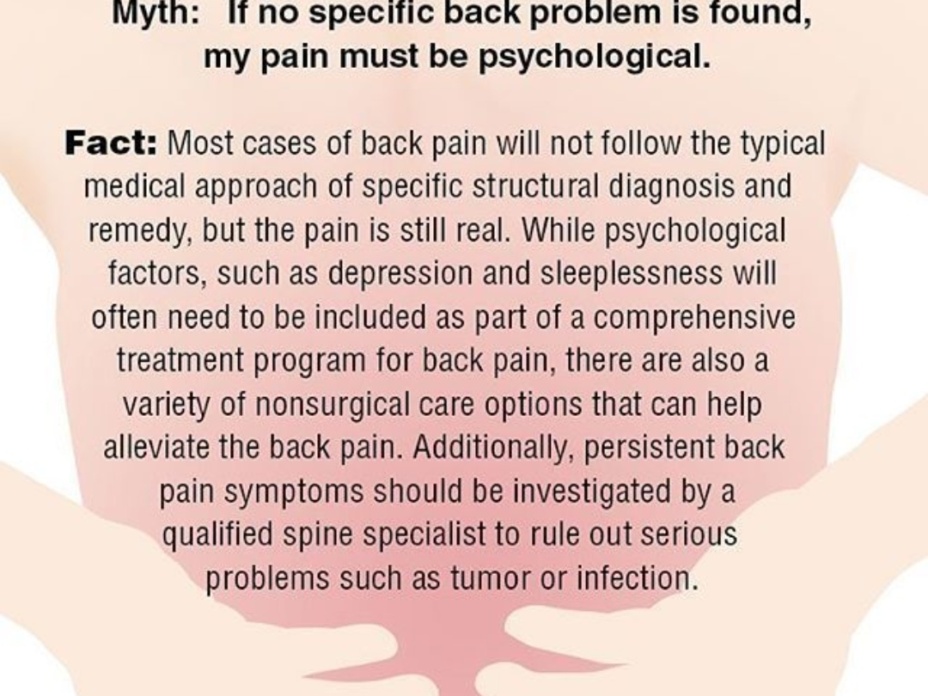 Myth: If no specific back problem is found,
my pain must be psychological.
Fact: Most cases of back pain will not follow the typical
medical approach of specific structural diagnosis and
remedy, but the pain is still real. While psychological
factors, such as depression and sleeplessness will
often need to be included as part of a comprehensive
treatment program for back pain, there are also a
variety of nonsurgical care options that can help
alleviate the back pain. Additionally, persistent back
pain symptoms should be investigated by a
qualified spine specialist to rule out serious
problems such as tumor or infection.